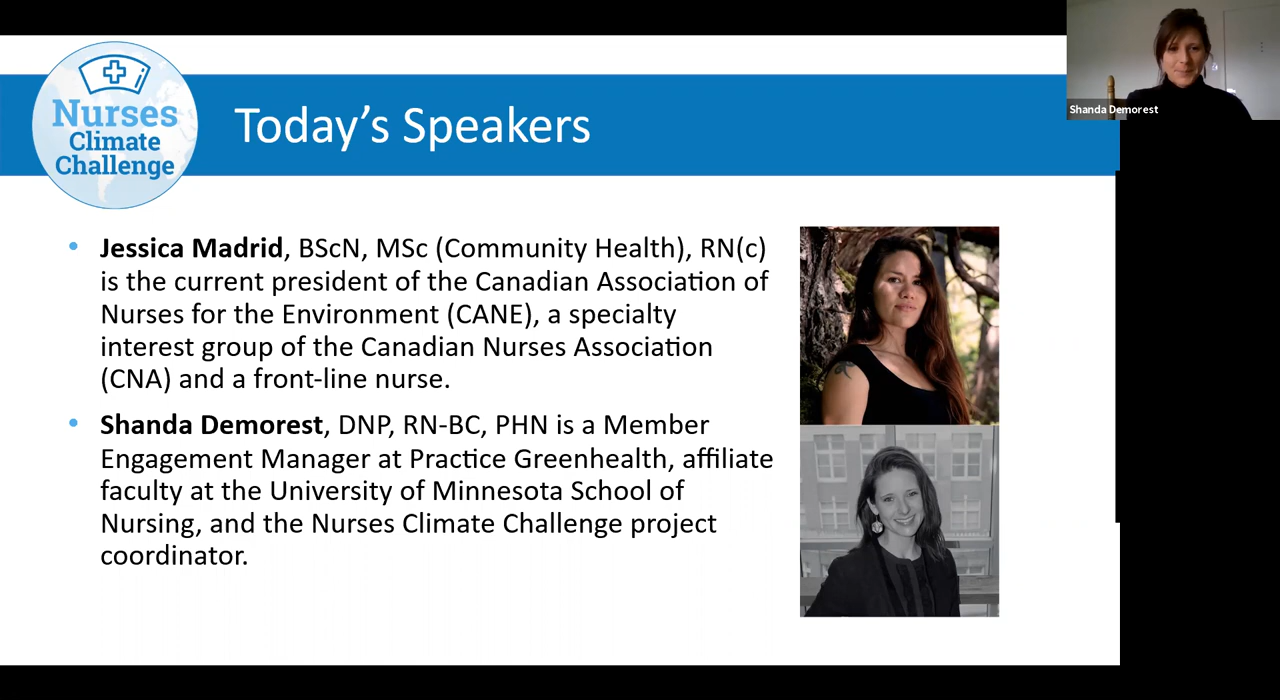 Nurses
Climate
Challenge
Today's Speakers
Shanda Demorest
• Jessica Madrid, BScN, MSc (Community Health), RN(c)
is the current president of the Canadian Association of
Nurses for the Environment (CANE), a specialty
interest group of the Canadian Nurses Association
(CNA) and a front-line nurse.
• Shanda Demorest, DNP, RN-BC, PHN is a Member
Engagement Manager at Practice Greenhealth, affiliate
faculty at the University of Minnesota School of
Nursing, and the Nurses Climate Challenge project
coordinator.